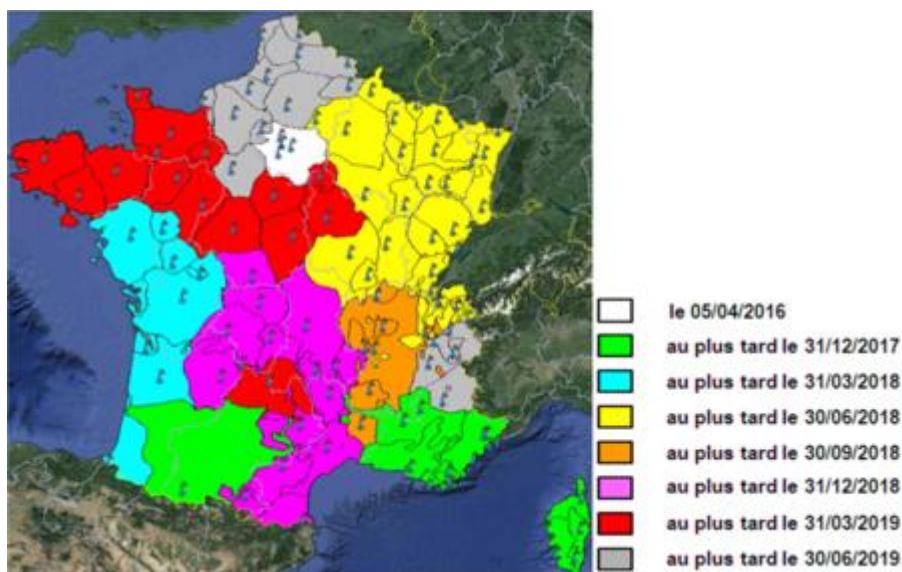 le 05/04/2016
au plus tard le 31/12/2017
au plus tard le 31/03/2018
au plus tard le 30/06/2018
au plus tard le 30/09/2018
au plus tard le 31/12/2018
au plus tard le 31/03/2019
au plus tard le 30/06/2019